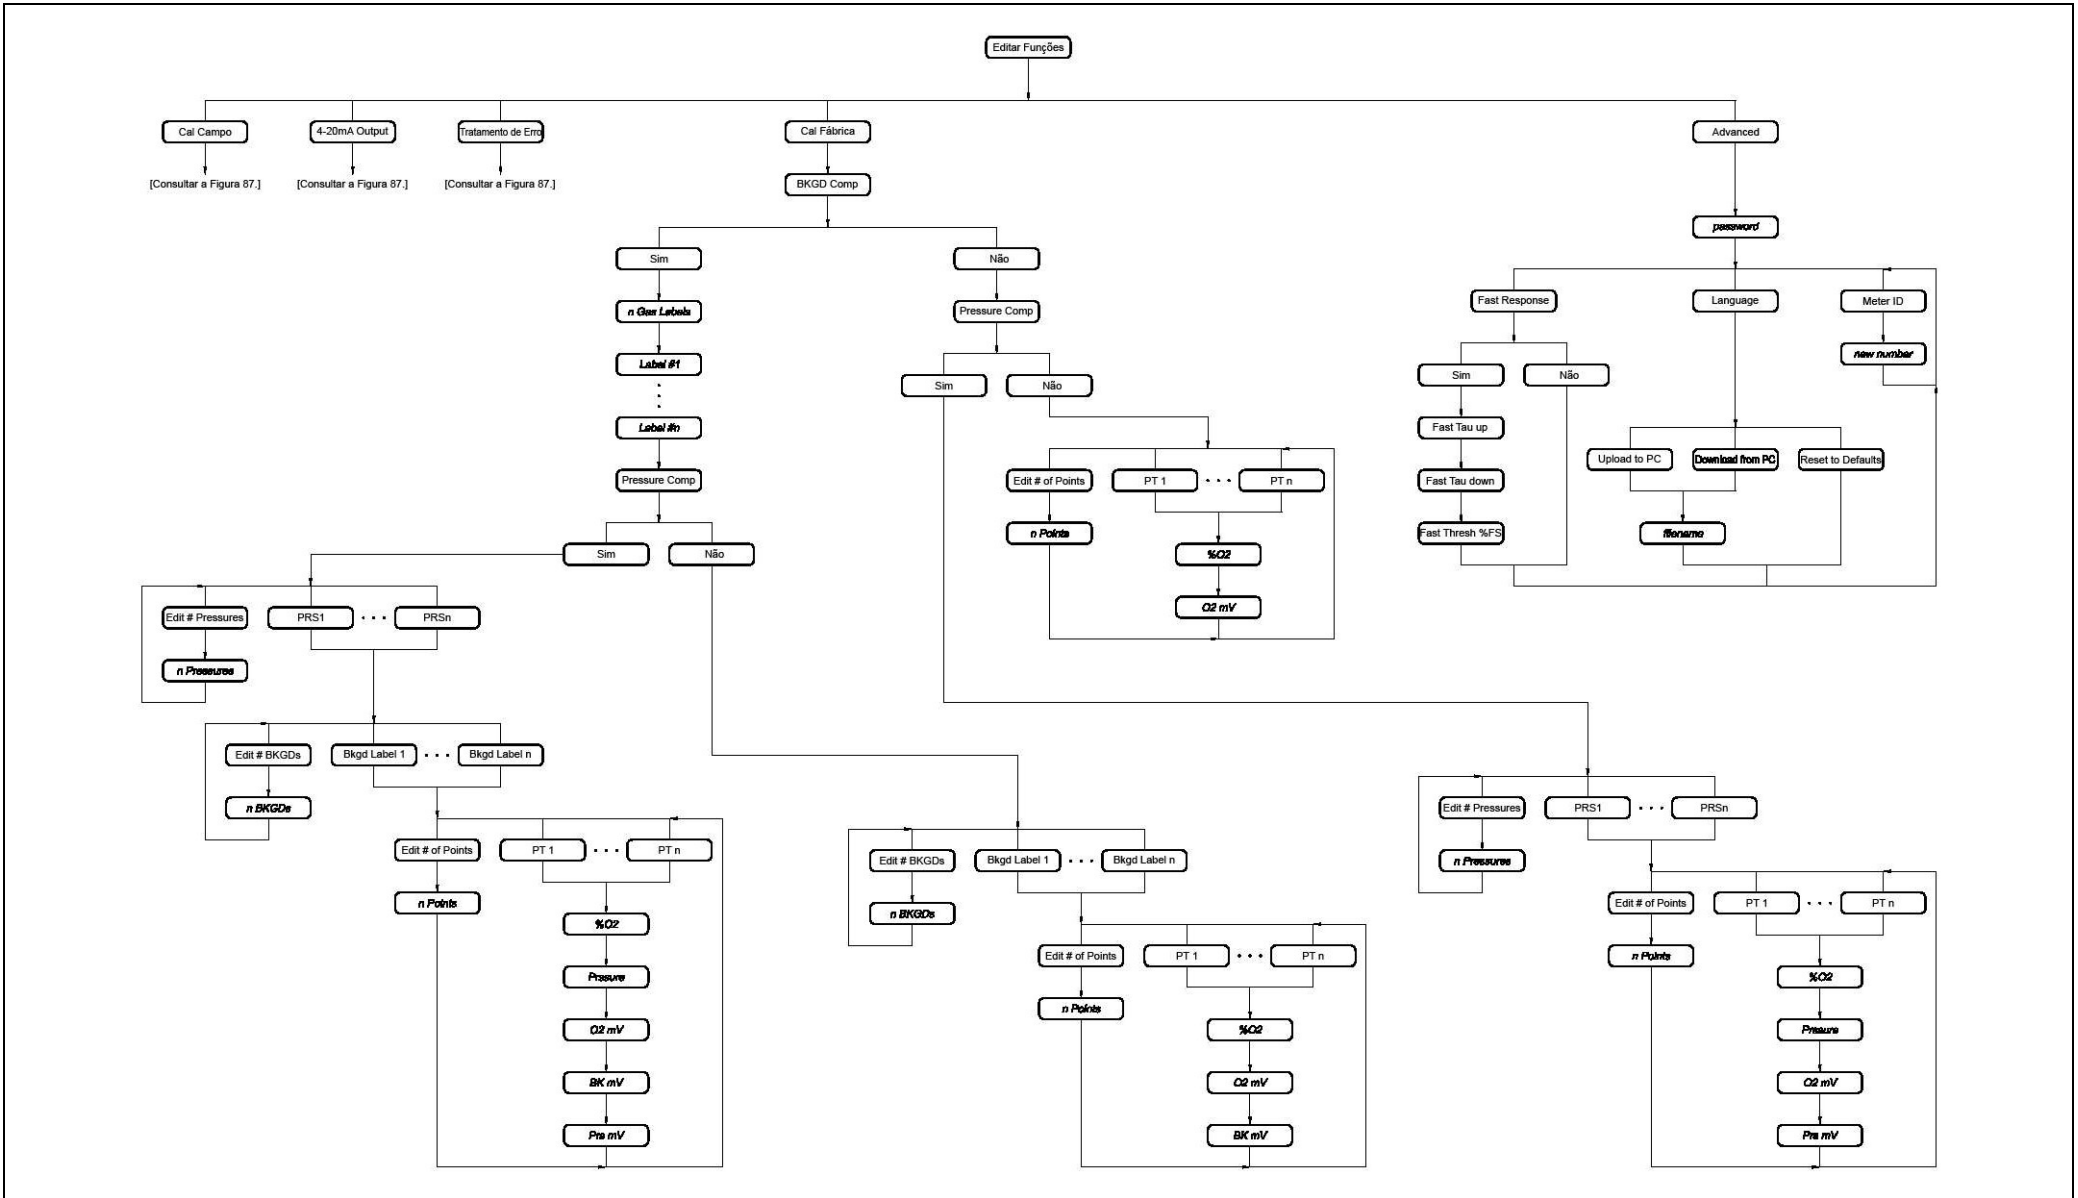 Editar Funções
Cal Campo
4-20mA Output
Tratamento de Erro
Cal Fábrica
Advanced
[Consultar a Figura 87.]
[Consultar a Figura 87.]
[Consultar a Figura 87.]
BKGD Comp
password
Sim
Não
n Gas Labels
Pressure Comp
Fast Response
Language
Meter ID
Label #1
new number
Sim
Não
Sim
Não
Label #n
Fast Tau up
Pressure Comp
Edit # of Points
PT 1
PT n
Fast Tau down
Upload to PC
Download from PC
Reset to Defaults
n Points
Fast Thresh %FS
filename
Sim
Não
%O2
O2 mV
Edit # Pressures
PRS1
PRSn
n Pressures
Edit # BKGDs
Bkgd Label 1
Bkgd Label n
n BKGDs
Edit # Pressures
PRS1
PRSn
Edit # of Points
PT 1
PT n
Edit # BKGDs
Bkgd Label 1
Bkgd Label n
n Pressures
n Points
n BKGDs
Edit # of Points
PT 1
PT n
%O2
Edit # of Points
PT 1
PT n
n Points
Prssure
n Points
%O2
O2 mV
%O2
Prssure
BK mV
O2 mV
O2 mV
Prs mV
BK mV
Prs mV